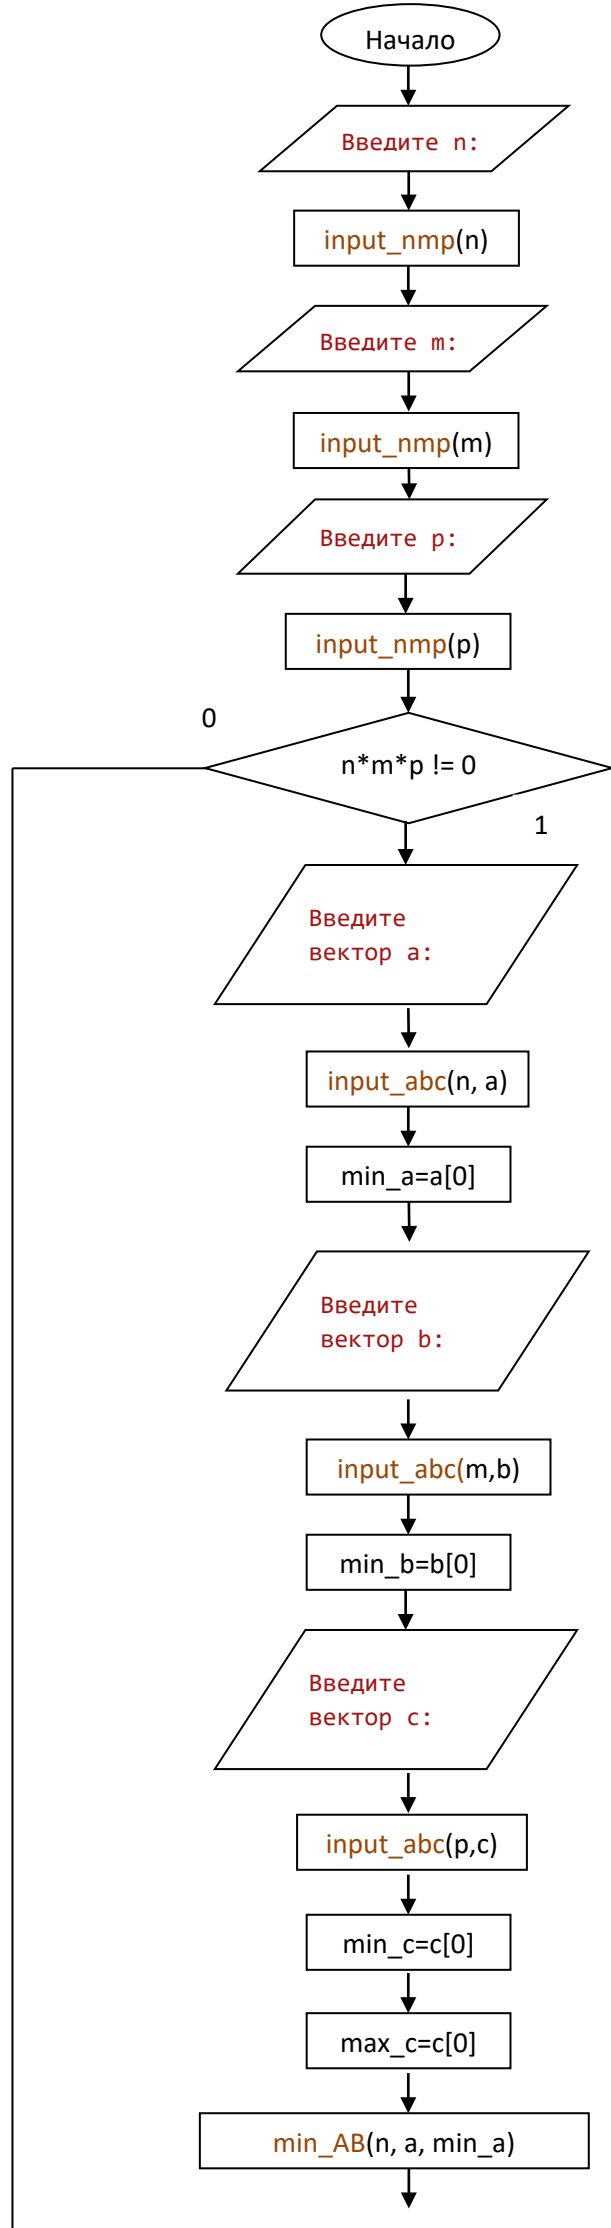 Начало
Введите n:
input_nmp(n)
Введите m:
input_nmp(m)
Введите p:
input_nmp(p)
0
n*m*p != 0
1
Введите
вектор a:
input_abc(n, a)
min_a=a[0]
Введите
вектор b:
input_abc(m,b)
min_b=b[0]
Введите
вектор c:
input_abc(p,c)
min_c=c[0]
max_c=c[0]
min_AB(n, a, min_a)